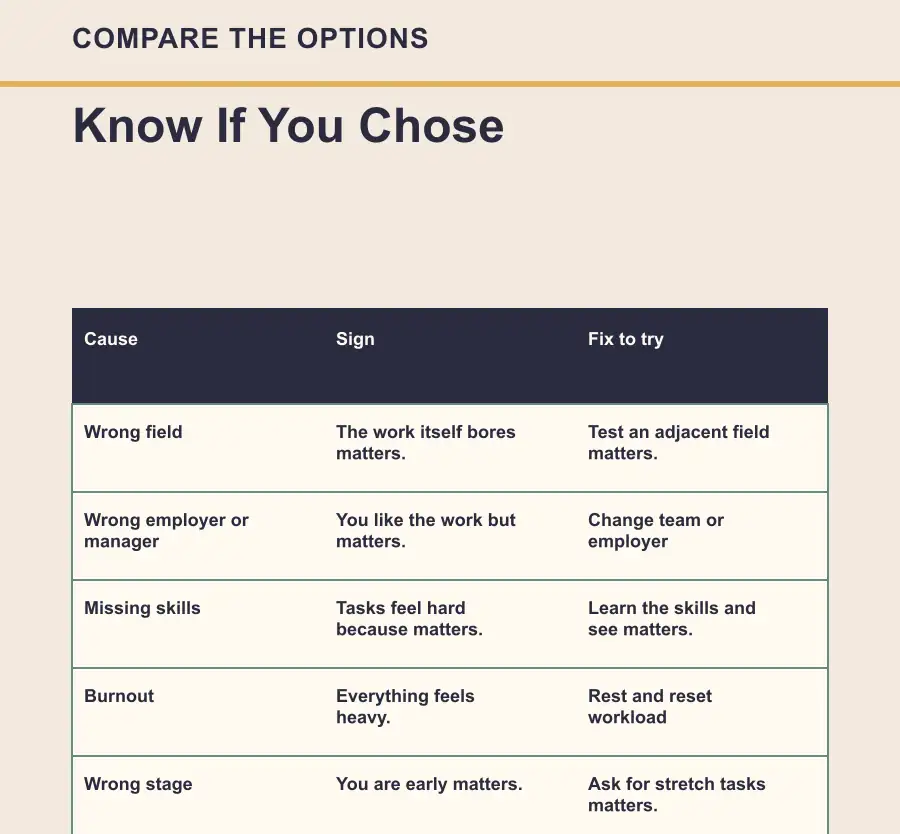 COMPARE THE OPTIONS
Know If You Chose
Cause Sign Fix to try
Wrong field The work itself bores Test an adjacent field
matters. matters.
Wrong employer or You like the work but Change team or
manager matters. employer
Missing skills Tasks feel hard Learn the skills and
because matters. see matters.
Burnout Everything feels Rest and reset
heavy. workload
Wrong stage You are early matters. Ask for stretch tasks
matters.